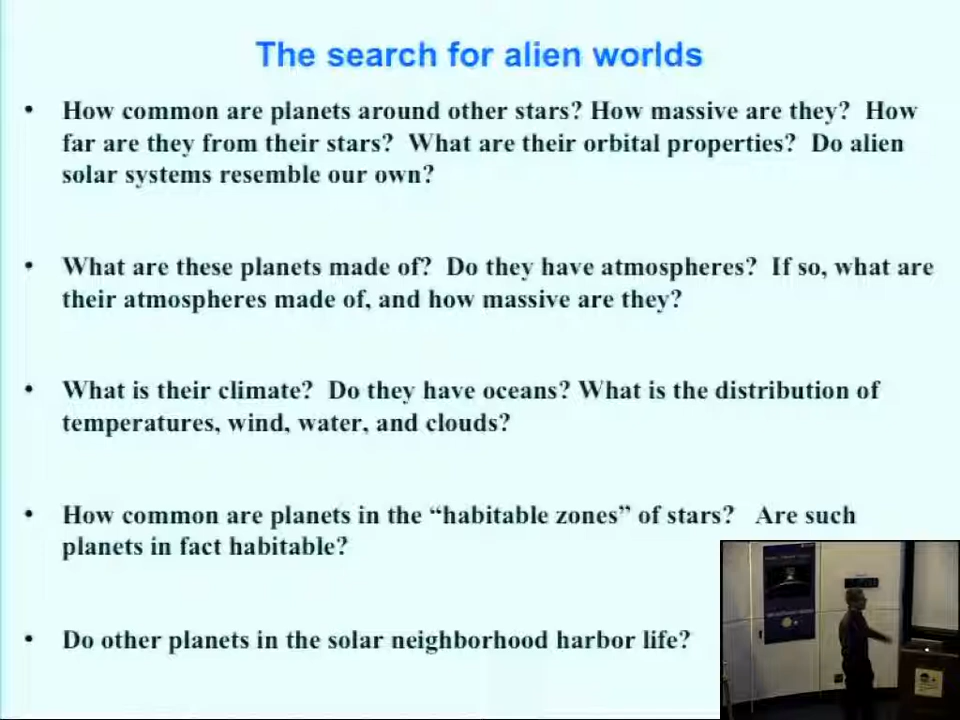 The search for alien worlds
• How common are planets around other stars? How massive are they? How
far are they from their stars? What are their orbital properties? Do alien
solar systems resemble our own?
• What are these planets made of? Do they have atmospheres? If so, what are
their atmospheres made of, and how massive are they?
• What is their climate? Do they have oceans? What is the distribution of
temperatures, wind, water, and clouds?
• How common are planets in the “habitable zones” of stars? Are such
planets in fact habitable?
• Do other planets in the solar neighborhood harbor life?